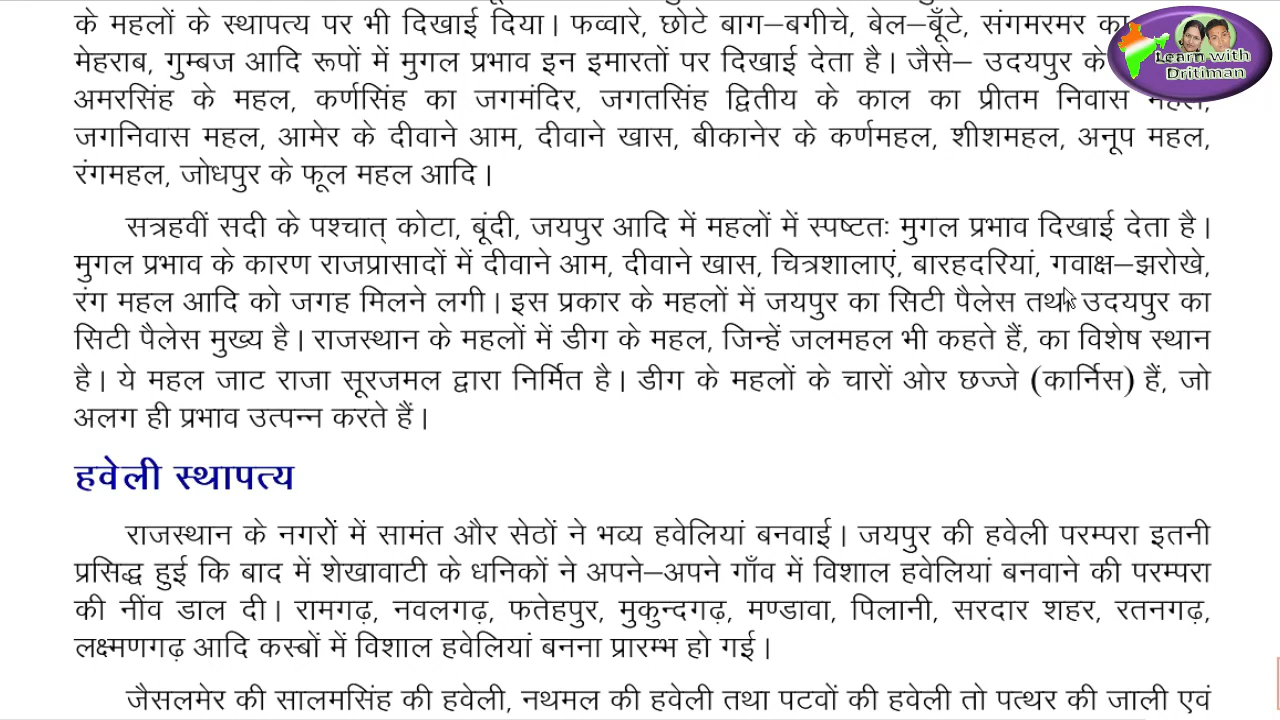 के महलों के स्थापत्य पर भी दिखाई दिया। फव्वारे, छोटे बाग–बगीचे, बेल–बूँटे, संगमरमर का
मेहराब, गुम्बज आदि रूपों में मुगल प्रभाव इन इमारतों पर दिखाई देता है। जैसे– उदयपुर के
अमरसिंह के महल, कर्णसिंह का जगमंदिर, जगतसिंह द्वितीय के काल का प्रीतम निवास महल,
जगनिवास महल, आमेर के दीवाने आम, दीवाने खास, बीकानेर के कर्णमहल, शीशमहल, अनूप महल,
रंगमहल, जोधपुर के फूल महल आदि।
सत्रहवीं सदी के पश्चात् कोटा, बूंदी, जयपुर आदि में महलों में स्पष्टतः मुगल प्रभाव दिखाई देता है।
मुगल प्रभाव के कारण राजप्रासादों में दीवाने आम, दीवाने खास, चित्रशालाएं, बारहदरियां, गवाक्ष–झरोखे,
रंग महल आदि को जगह मिलने लगी। इस प्रकार के महलों में जयपुर का सिटी पैलेस तथा उदयपुर का
सिटी पैलेस मुख्य है। राजस्थान के महलों में डीग के महल, जिन्हें जलमहल भी कहते हैं, का विशेष स्थान
है। ये महल जाट राजा सूरजमल द्वारा निर्मित है। डीग के महलों के चारों ओर छज्जे (कार्निस) हैं, जो
अलग ही प्रभाव उत्पन्न करते हैं।
हवेली स्थापत्य
राजस्थान के नगरों में सामंत और सेठों ने भव्य हवेलियां बनवाई। जयपुर की हवेली परम्परा इतनी
प्रसिद्ध हुई कि बाद में शेखावाटी के धनिकों ने अपने–अपने गाँव में विशाल हवेलियां बनवाने की परम्परा
की नींव डाल दी। रामगढ़, नवलगढ़, फतेहपुर, मुकुन्दगढ़, मण्डावा, पिलानी, सरदार शहर, रतनगढ़,
लक्ष्मणगढ़ आदि कस्बों में विशाल हवेलियां बनना प्रारम्भ हो गई।
जैसलमेर की सालमसिंह की हवेली, नथमल की हवेली तथा पटवों की हवेली तो पत्थर की जाली एवं
Learn with
Dritiman